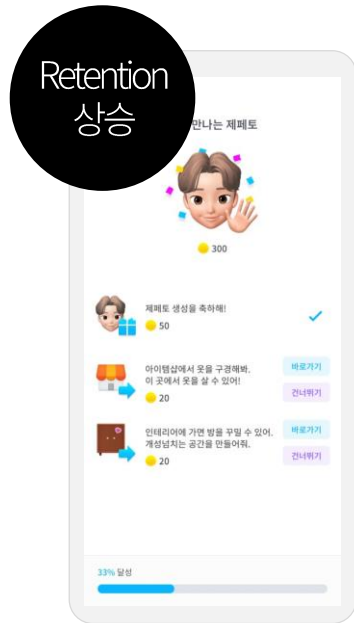 Retention
상승
만나는 제페토
300
제페토 생성을 축하해!
50
아이템샵에서 옷을 구경해봐.
이 곳에서 옷을 살 수 있어!
20
바로가기
건너뛰기
인테리어에 가면 방을 꾸밀 수 있어.
개성넘치는 공간을 만들어줘.
20
바로가기
건너뛰기
33% 달성